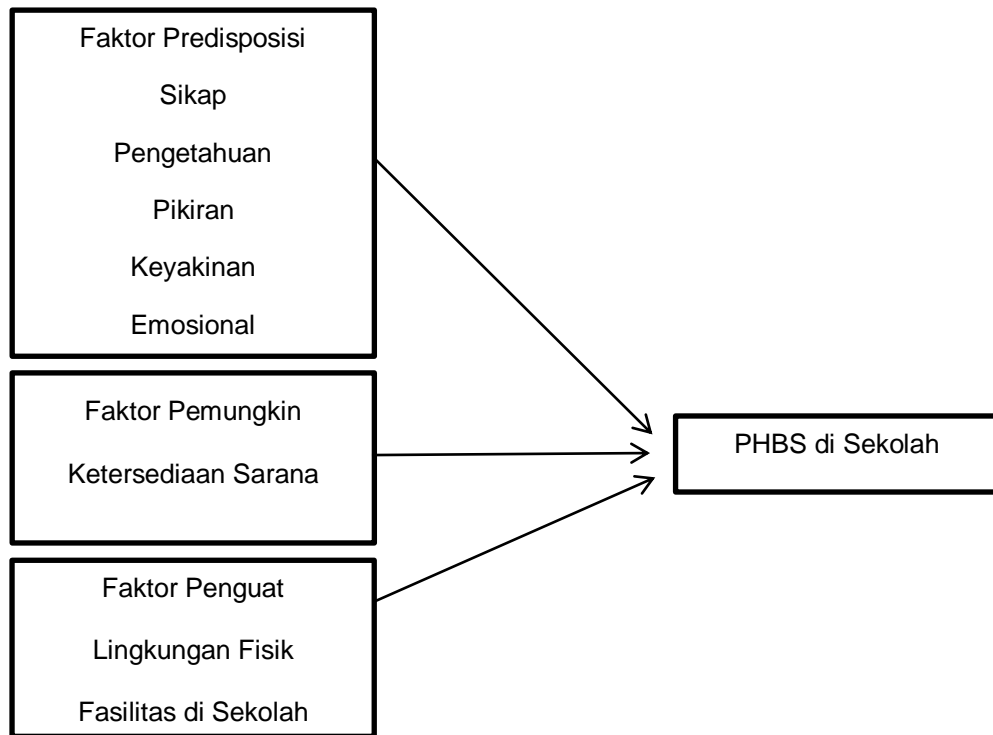 Faktor Predisposisi
Sikap
Pengetahuan
Pikiran
Keyakinan
Emosional
Faktor Pemungkin
Ketersediaan Sarana
Faktor Penguat
Lingkungan Fisik
Fasilitas di Sekolah
PHBS di Sekolah